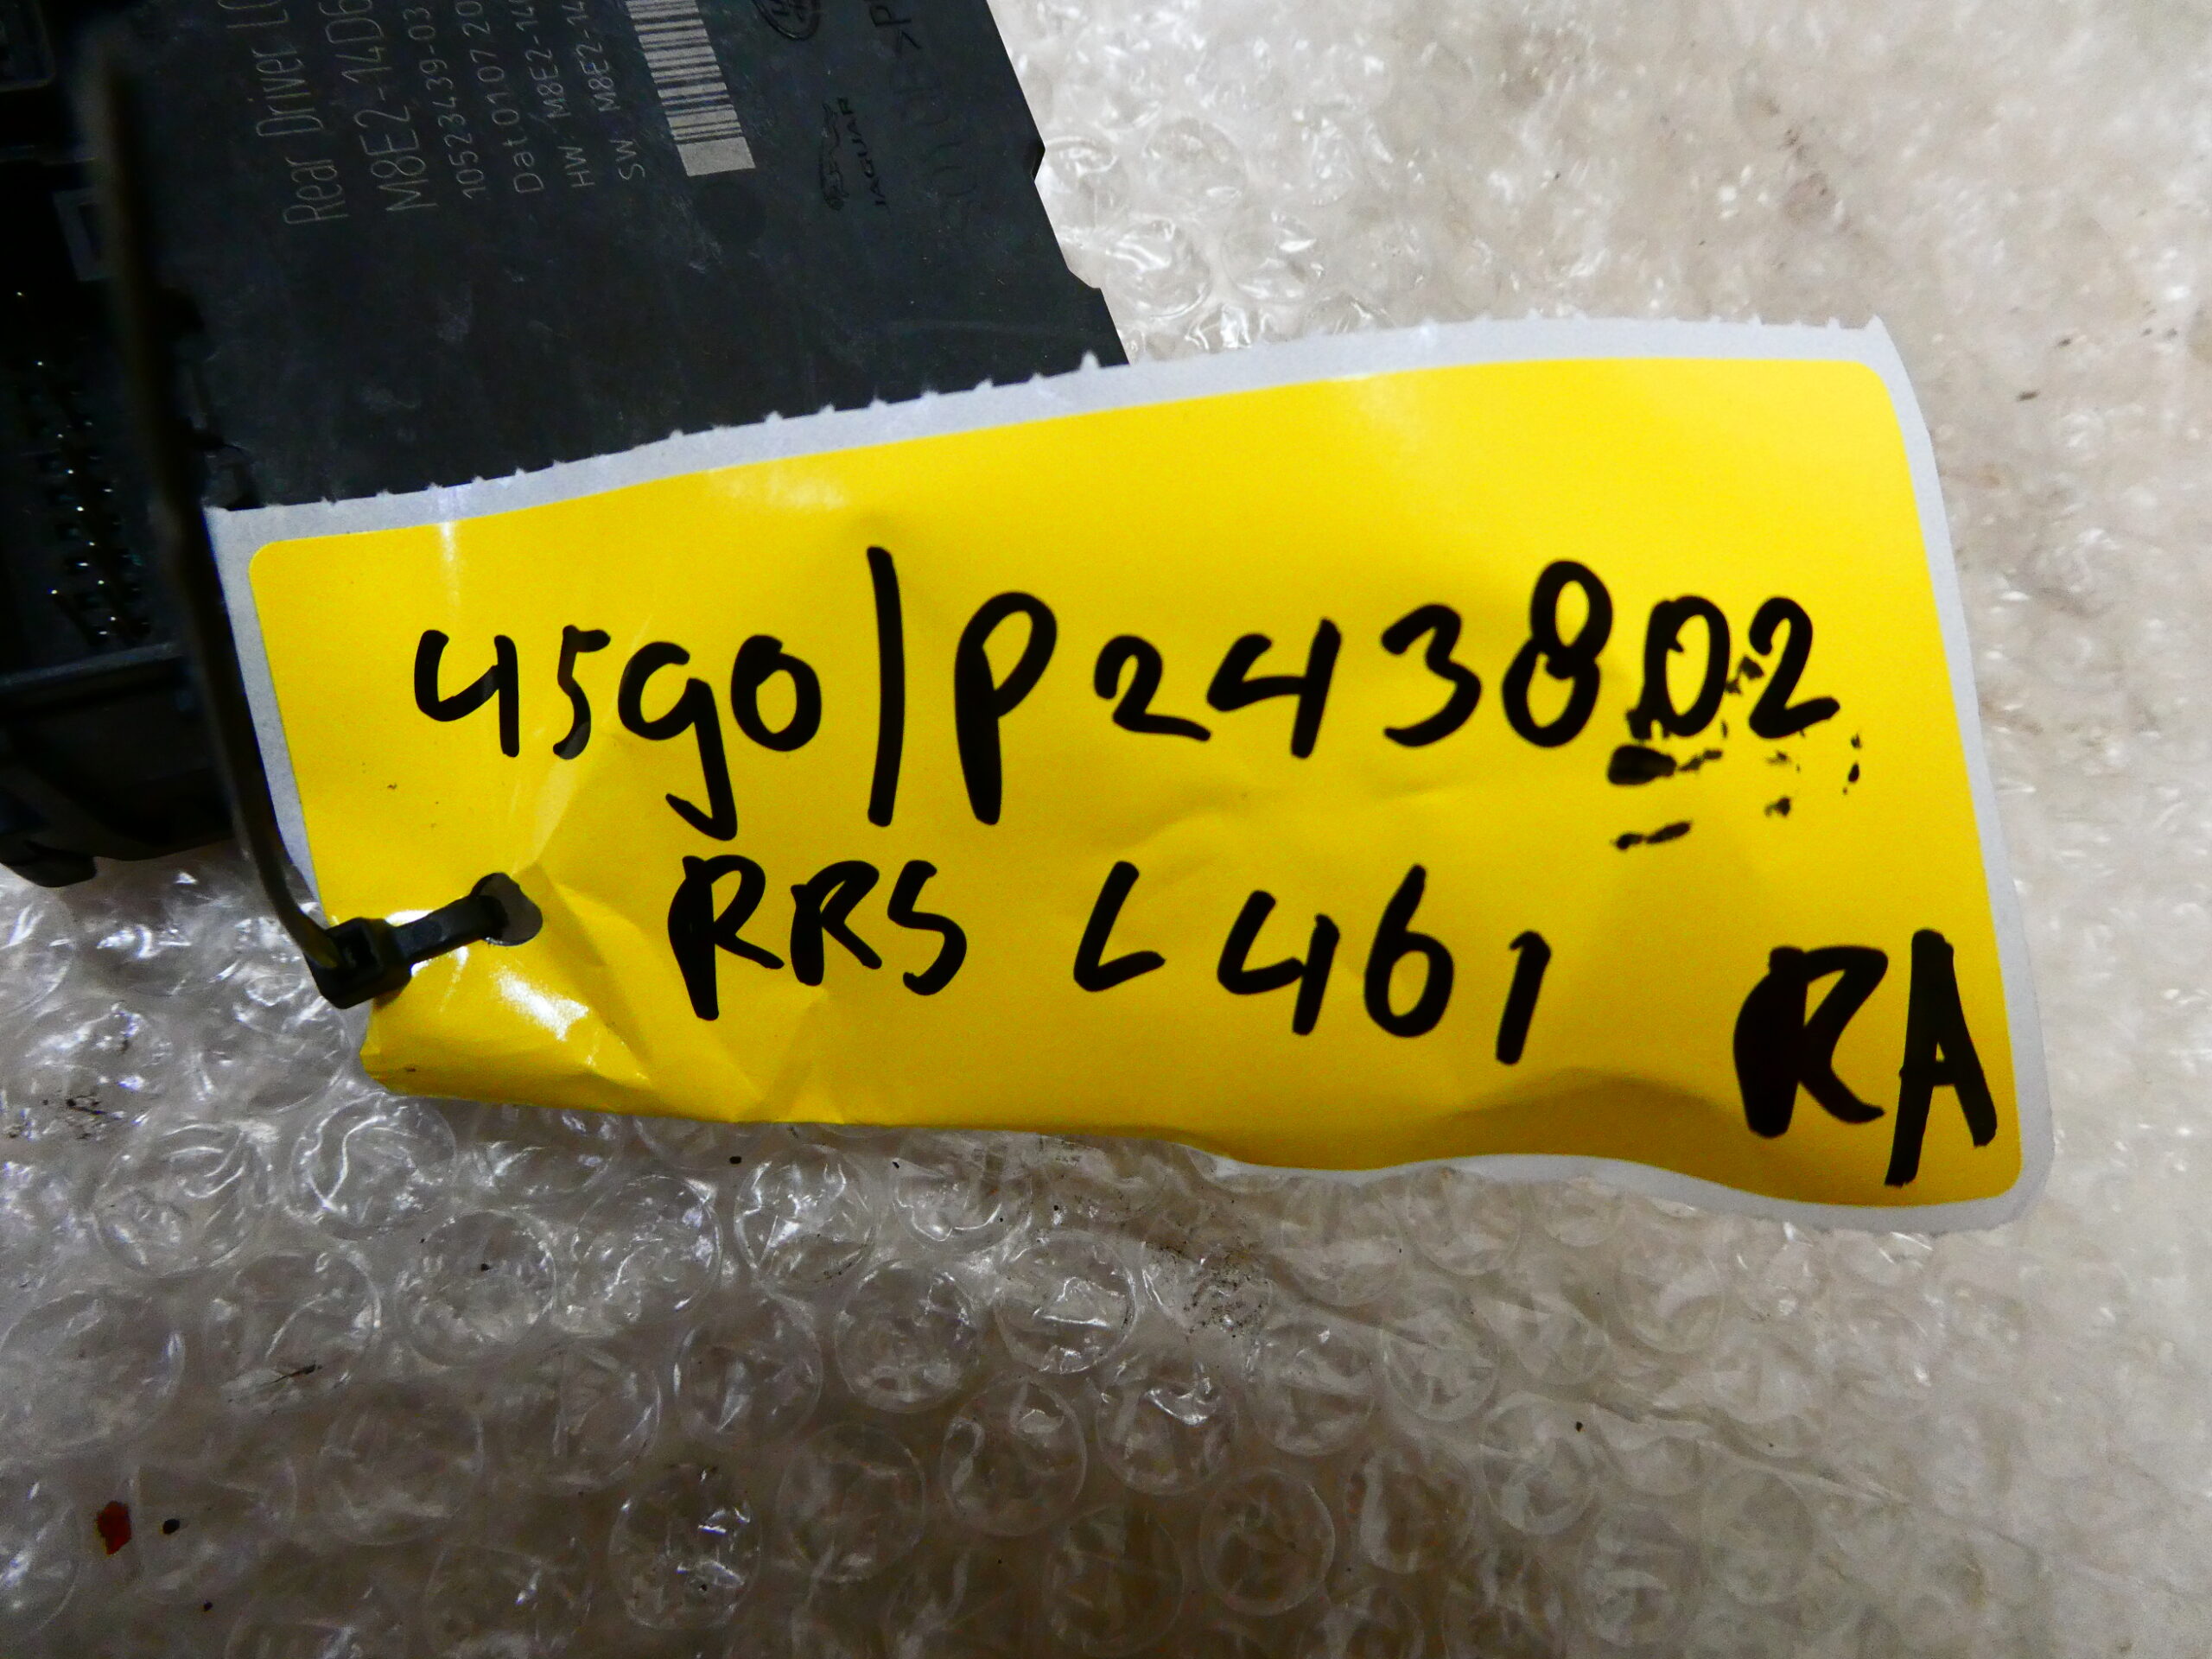 4590/P243802
RRS L461
RA
Rear Driver
M8E2-14D6
10523439-03
Dat 0107 20
HW: M8E2-14
SW M8E2-14
JAGUAR